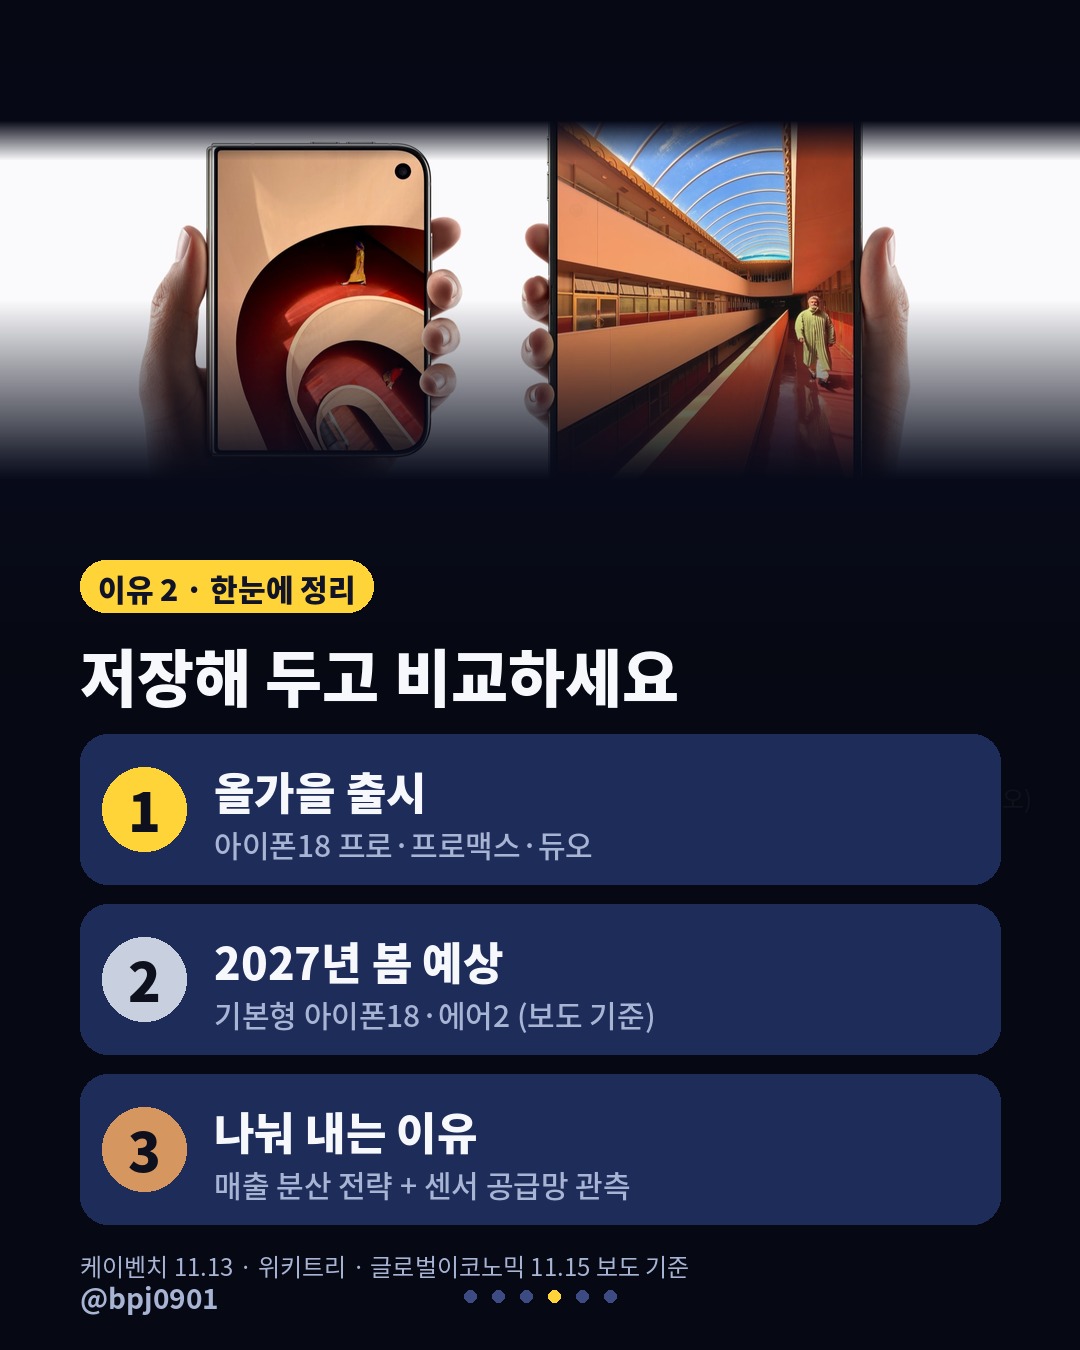 이유 2 · 한눈에 정리
저장해 두고 비교하세요
1
올가을 출시
아이폰18 프로·프로맥스·듀오
오)
2
2027년 봄 예상
기본형 아이폰18·에어2 (보도 기준)
3
나눠 내는 이유
매출 분산 전략 + 센서 공급망 관측
케이벤치 11.13 · 위키트리 · 글로벌이코노믹 11.15 보도 기준
@bpj0901